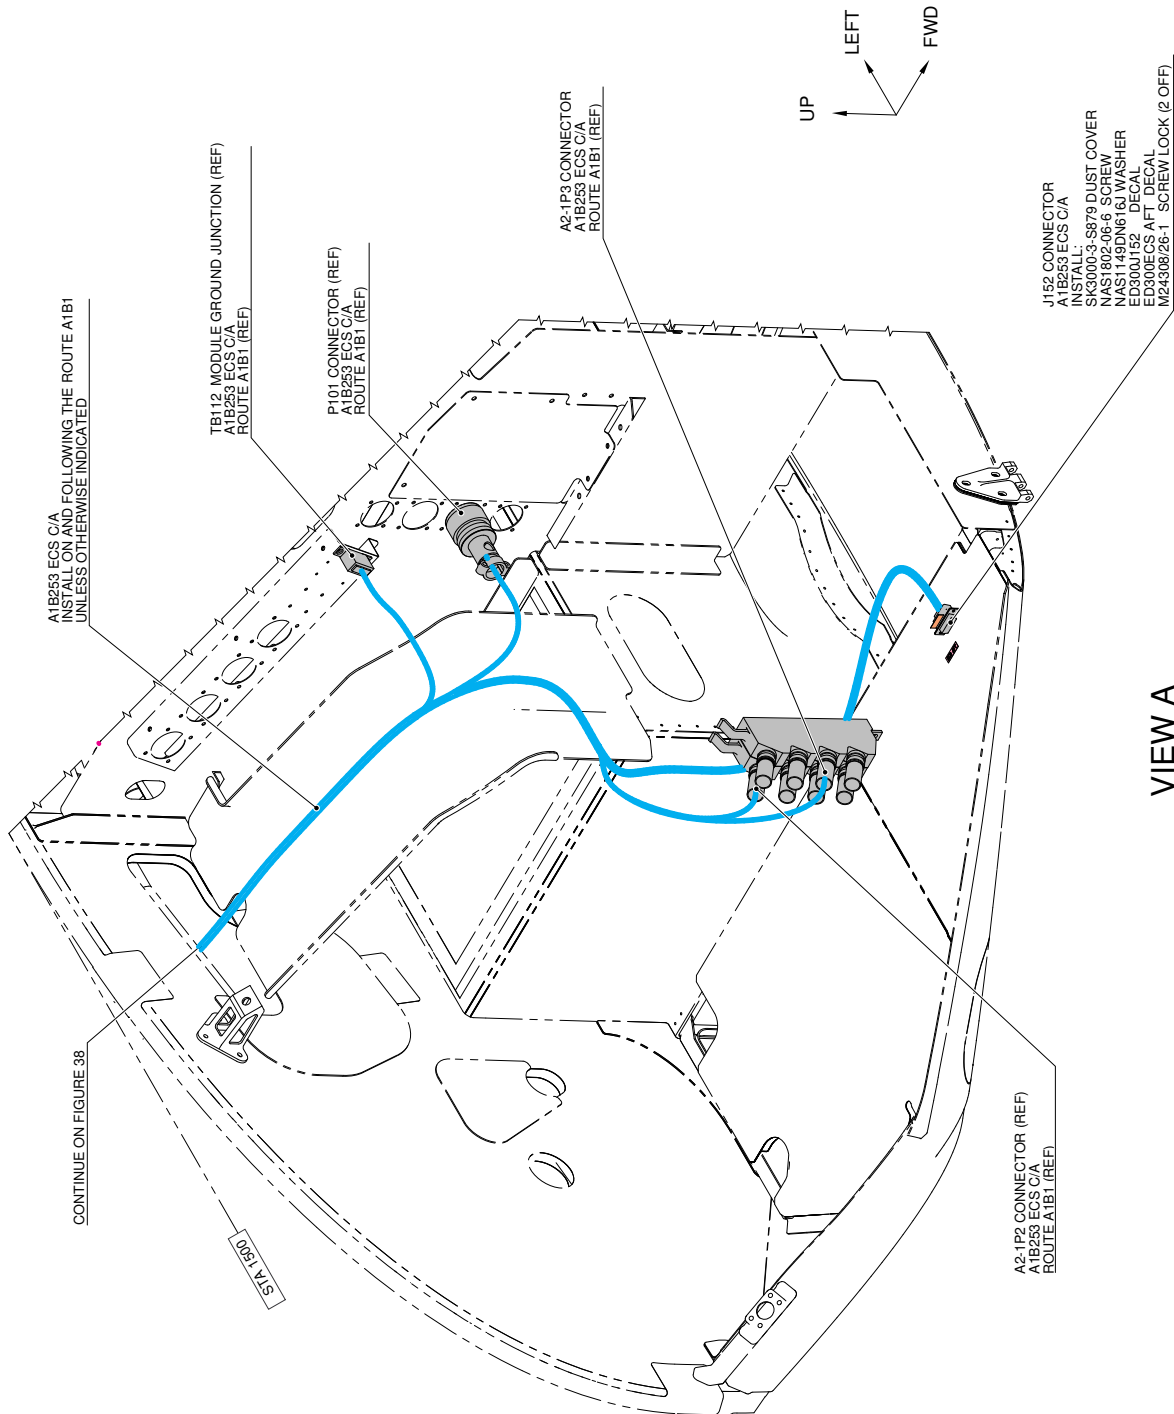 CONTINUE ON FIGURE 38
STA 1500
A1B253 ECS C/A
INSTALL ON AND FOLLOWING THE ROUTE A1B1
UNLESS OTHERWISE INDICATED
TB112 MODULE GROUND JUNCTION (REF)
A1B253 ECS C/A
ROUTE A1B1 (REF)
P101 CONNECTOR (REF)
A1B253 ECS C/A
ROUTE A1B1 (REF)
A2-1P3 CONNECTOR
A1B253 ECS C/A
ROUTE A1B1 (REF)
UP
LEFT
FWD
J152 CONNECTOR
A1B253 ECS C/A
INSTALL:
SK3000-3-S879 DUST COVER
NAS1802-06-6 SCREW
NAS1149DN616J WASHER
ED300J152 DECAL
ED300ECS AFT DECAL
M24308/26-1 SCREW LOCK (2 OFF)
A2-1P2 CONNECTOR (REF)
A1B253 ECS C/A
ROUTE A1B1 (REF)
VIEW A